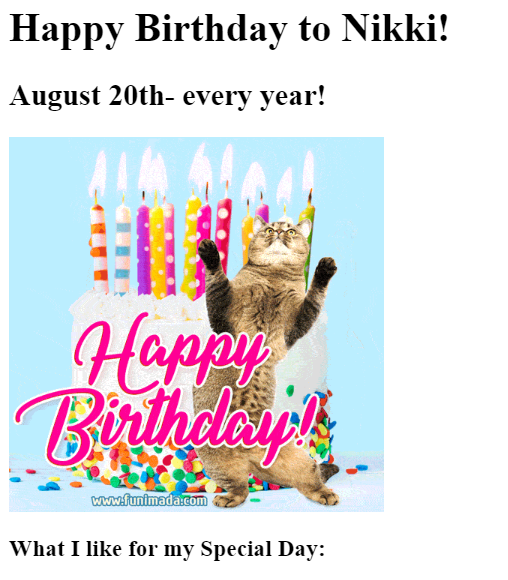 Happy Birthday to Nikki!
August 20th- every year!
Happy
Birthday!
www.funimada.com
What I like for my Special Day: